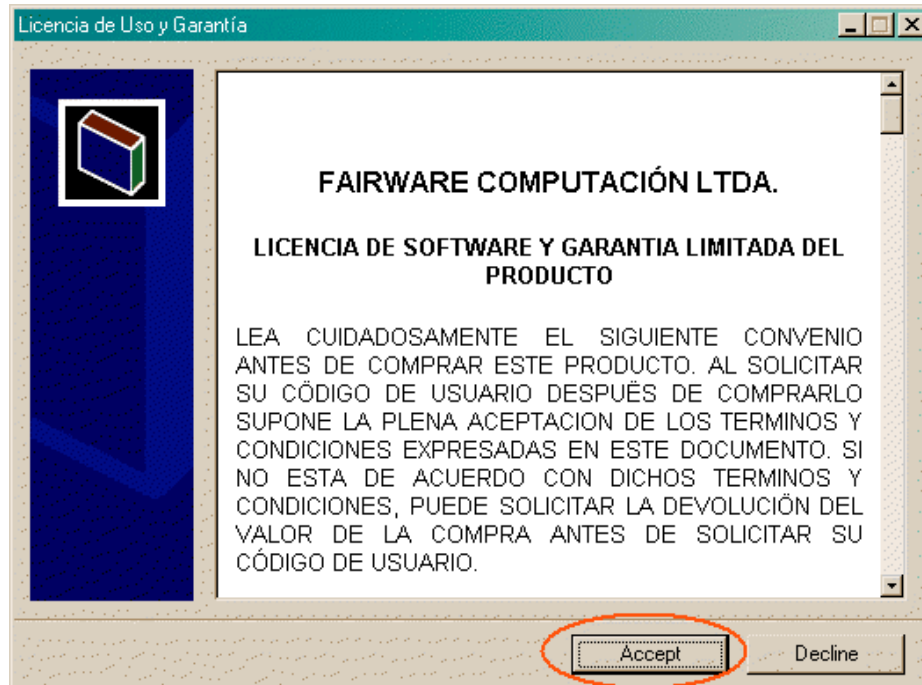 Licencia de Uso y Garantía
FAIRWARE COMPUTACIÓN LTDA.
LICENCIA DE SOFTWARE Y GARANTIA LIMITADA DEL
PRODUCTO
LEA CUIDADOSAMENTE EL SIGUIENTE CONVENIO
ANTES DE COMPRAR ESTE PRODUCTO. AL SOLICITAR
SU CÖDIGO DE USUARIO DESPUËS DE COMPRARLO
SUPONE LA PLENA ACEPTACION DE LOS TERMINOS Y
CONDICIONES EXPRESADAS EN ESTE DOCUMENTO. SI
NO ESTA DE ACUERDO CON DICHOS TERMINOS Y
CONDICIONES, PUEDE SOLICITAR LA DEVOLUCIÖN DEL
VALOR DE LA COMPRA ANTES DE SOLICITAR SU
CÓDIGO DE USUARIO.
Accept
Decline